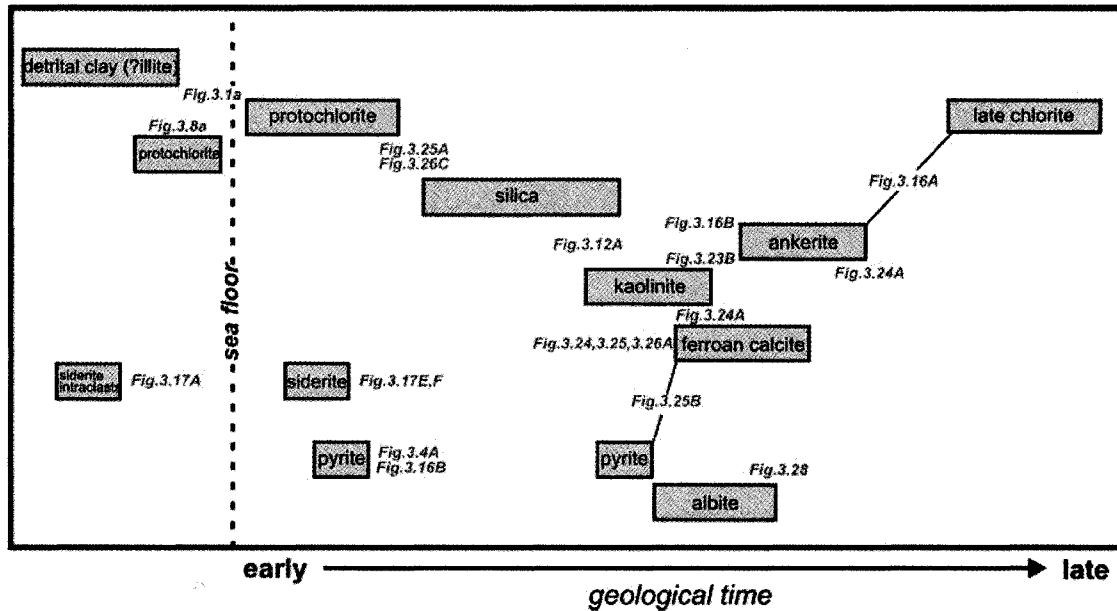 detrital clay (?illite)
Fig.3.1a
protochlorite
late chlorite
Fig.3.8a
protochlorite
Fig.3.25A
Fig.3.26C
Fig.3.16A
silica
Fig.3.16B
ankerite
Fig.3.12A
Fig.3.23B
Fig.3.24A
kaolinite
sea floor
Fig.3.24A
Fig.3.24,3.25,3.26A
ferroan calcite
siderite
intraclasts
Fig.3.17A
siderite
Fig.3.17E,F
Fig.3.25B
pyrite
Fig.3.4A
Fig.3.16B
pyrite
Fig.3.28
albite
early
late
geological time